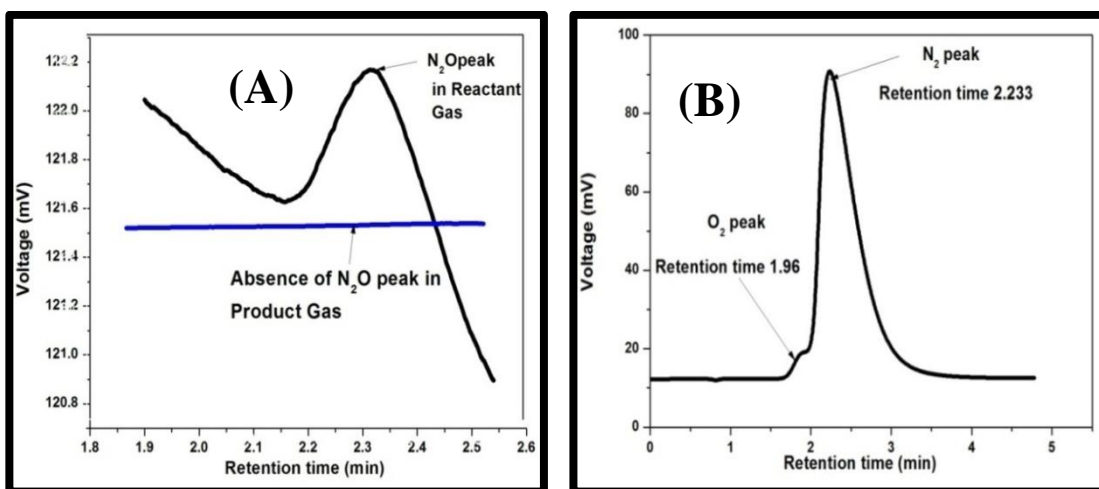 (A)
N₂Opeak
in Reactant
Gas
Absence of N₂O peak in
Product Gas
Voltage (mV)
122.2
122.0
121.8
121.6
121.5
121.2
121.0
120.8
1.8 1.9 2.0 2.1 2.2 2.3 2.4 2.5 2.6
Retention time (min)
(B)
N₂ peak
Retention time 2.233
O₂ peak
Retention time 1.96
Voltage (mV)
100
80
60
40
20
0
0 1 2 3 4 5
Retention time (min)